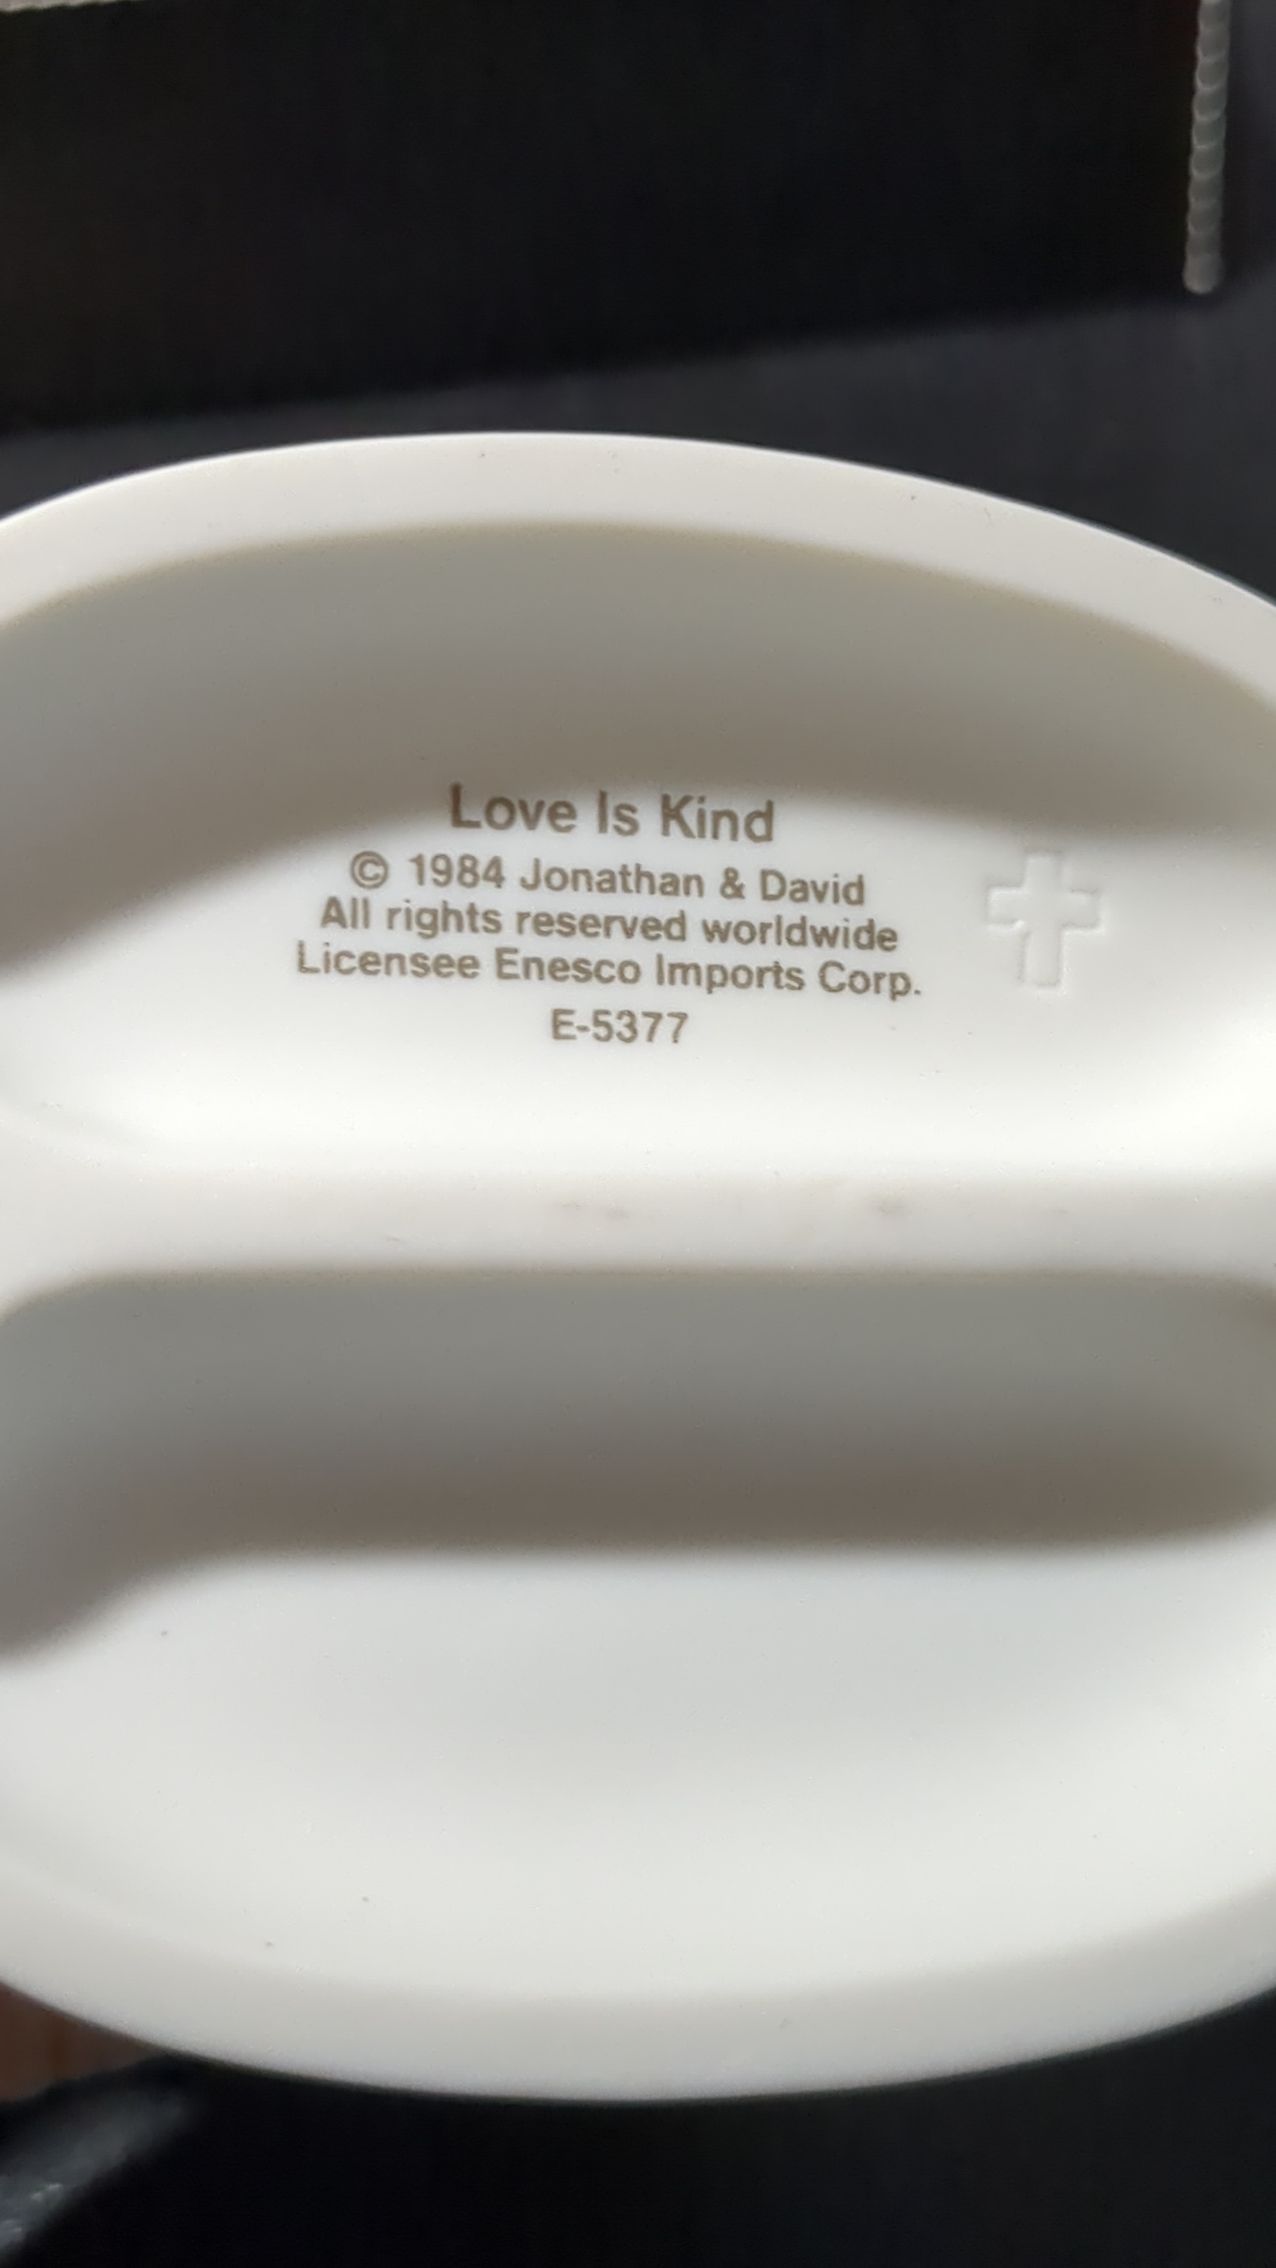 Love Is Kind
© 1984 Jonathan & David
All rights reserved worldwide
Licensee Enesco Imports Corp.
E-5377